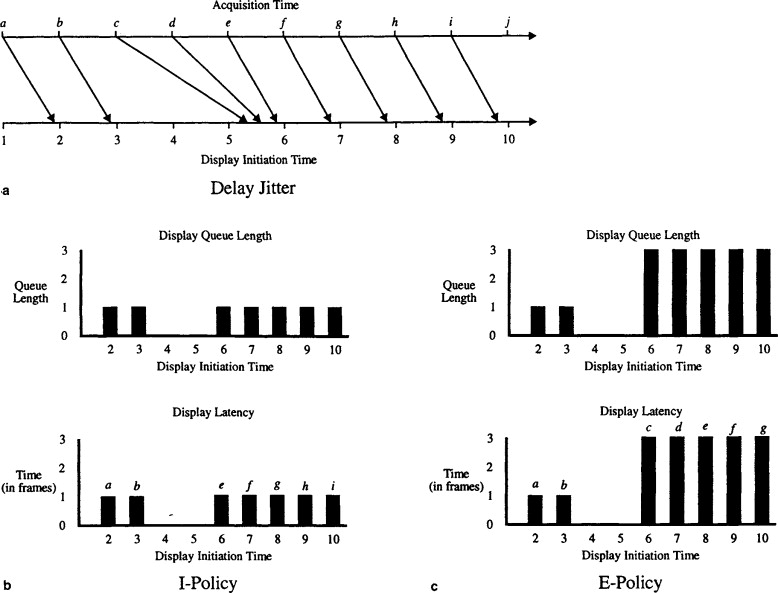 Acquisition Time
a b c d e f g h i j
1 2 3 4 5 6 7 8 9 10
Display Initiation Time
a Delay Jitter
Display Queue Length
3
Queue Length
2
1
0
2 3 4 5 6 7 8 9 10
Display Initiation Time
Display Latency
3
Time (in frames)
2
a b e f g h i
1
0
2 3 4 5 6 7 8 9 10
Display Initiation Time
b I-Policy
Display Queue Length
3
Queue Length
2
1
0
2 3 4 5 6 7 8 9 10
Display Initiation Time
Display Latency
c d e f g
3
Time (in frames)
2
a b
1
0
2 3 4 5 6 7 8 9 10
Display Initiation Time
c E-Policy